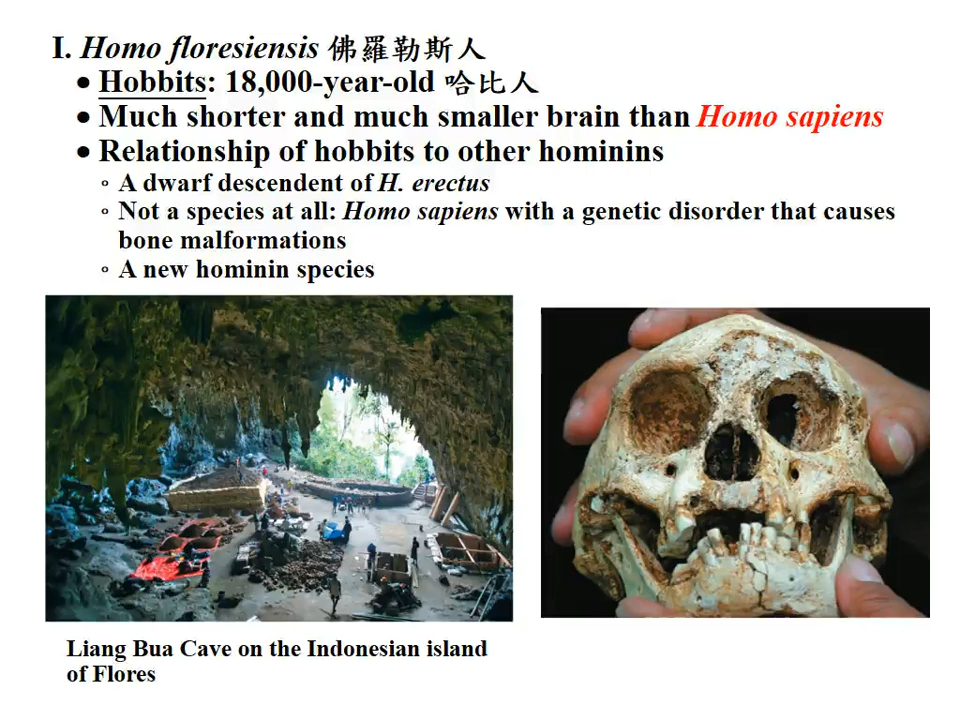 I. Homo floresiensis 佛羅勒斯人
• Hobbits: 18,000-year-old 哈比人
• Much shorter and much smaller brain than Homo sapiens
• Relationship of hobbits to other hominins
◦ A dwarf descendent of H. erectus
◦ Not a species at all: Homo sapiens with a genetic disorder that causes
bone malformations
◦ A new hominin species
Liang Bua Cave on the Indonesian island
of Flores